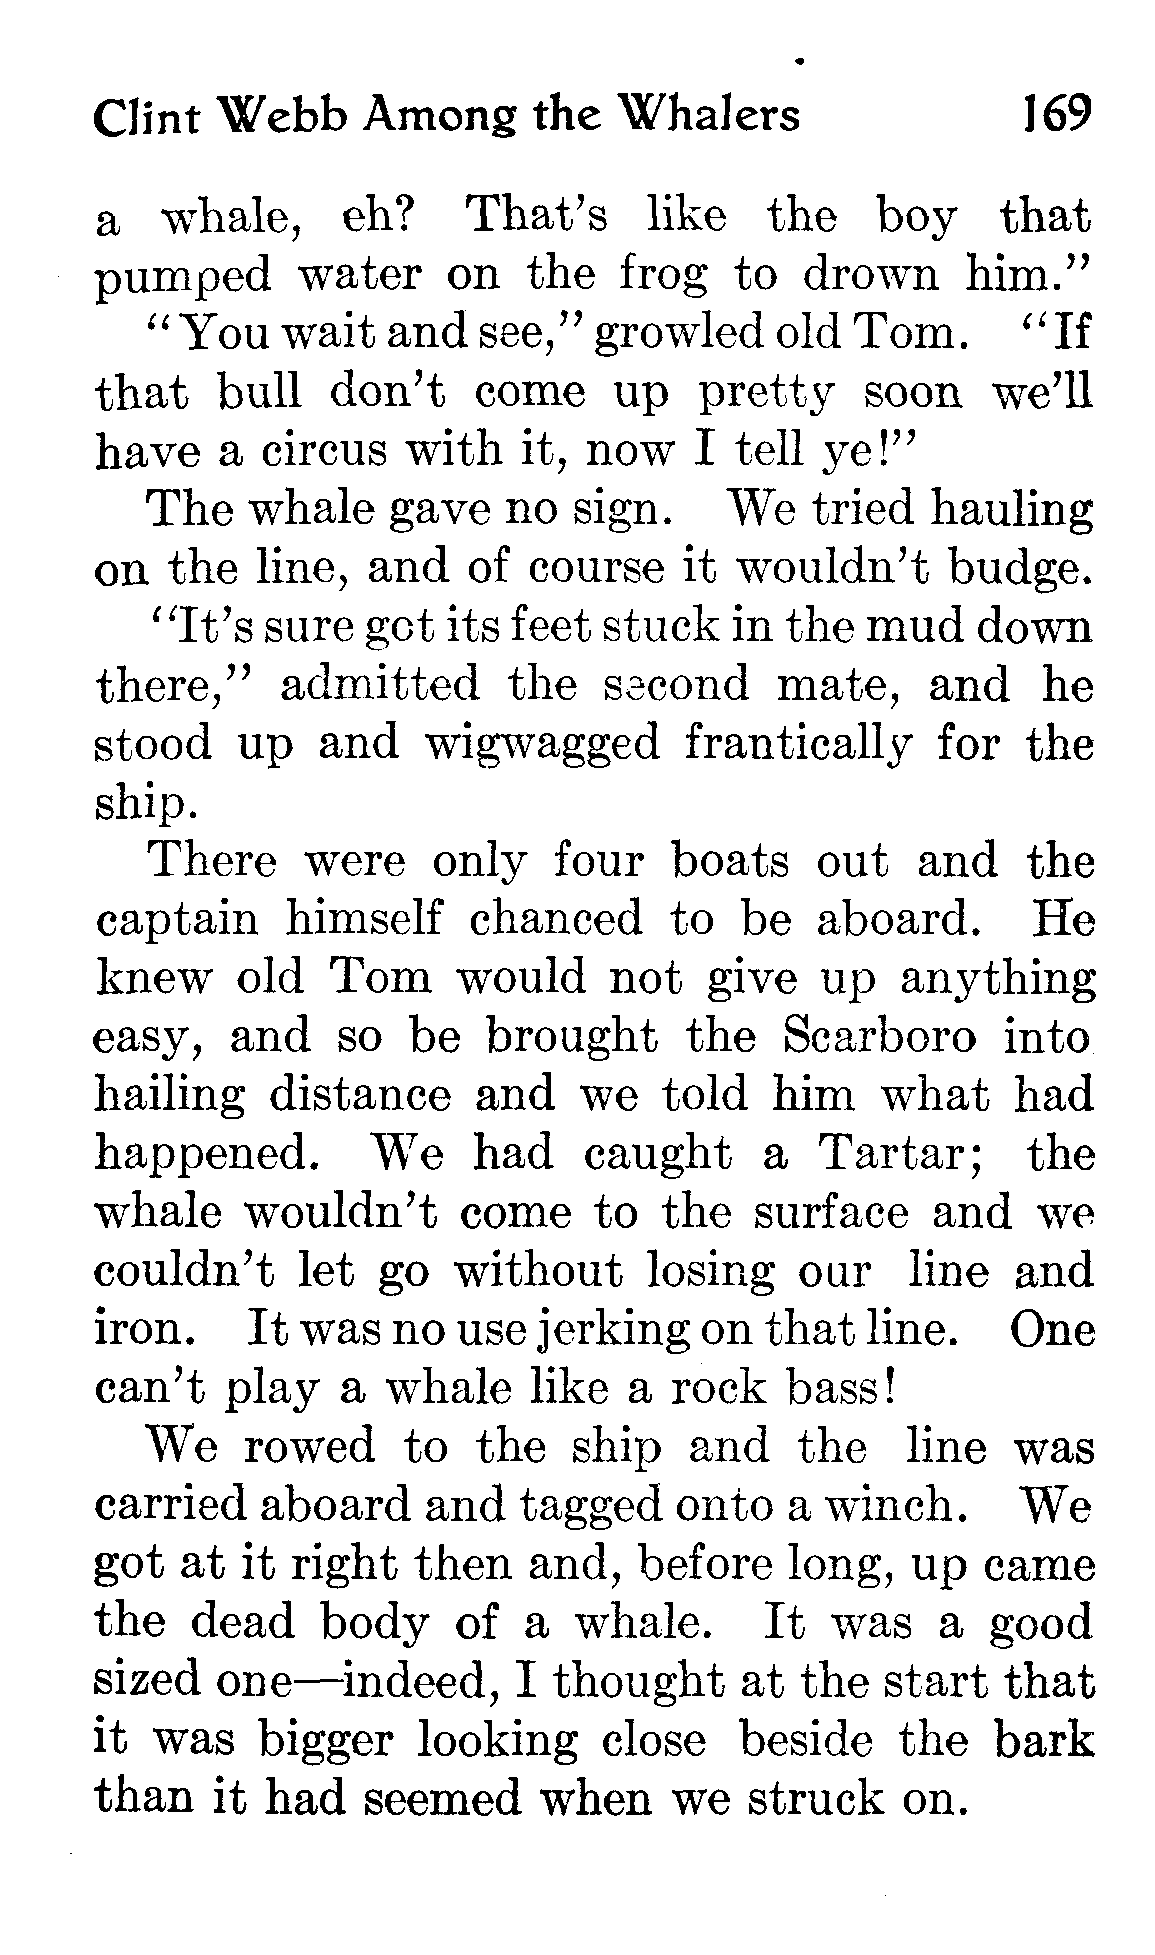 Clint Webb Among the Whalers 169
a whale, eh? That's like the boy that
pumped water on the frog to drown him."
"You wait and see," growled old Tom. "If
that bull don't come up pretty soon we'll
have a circus with it, now I tell ye!"
The whale gave no sign. We tried hauling
on the line, and of course it wouldn't budge.
"It's sure got its feet stuck in the mud down
there," admitted the second mate, and he
stood up and wigwagged frantically for the
ship.
There were only four boats out and the
captain himself chanced to be aboard. He
knew old Tom would not give up anything
easy, and so be brought the Scarboro into
hailing distance and we told him what had
happened. We had caught a Tartar; the
whale wouldn't come to the surface and we
couldn't let go without losing our line and
iron. It was no use jerking on that line. One
can't play a whale like a rock bass!
We rowed to the ship and the line was
carried aboard and tagged onto a winch. We
got at it right then and, before long, up came
the dead body of a whale. It was a good
sized one—indeed, I thought at the start that
it was bigger looking close beside the bark
than it had seemed when we struck on.